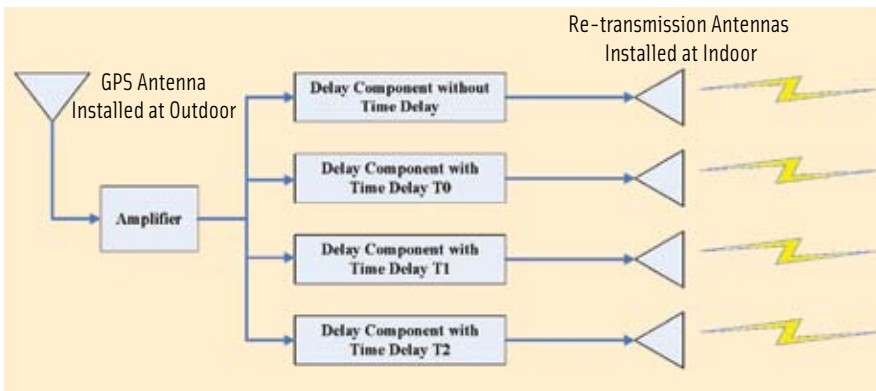 Re-transmission Antennas
Installed at Indoor
GPS Antenna
Installed at Outdoor
Delay Component without
Time Delay
Delay Component with
Time Delay T0
Amplifier
Delay Component with
Time Delay T1
Delay Component with
Time Delay T2